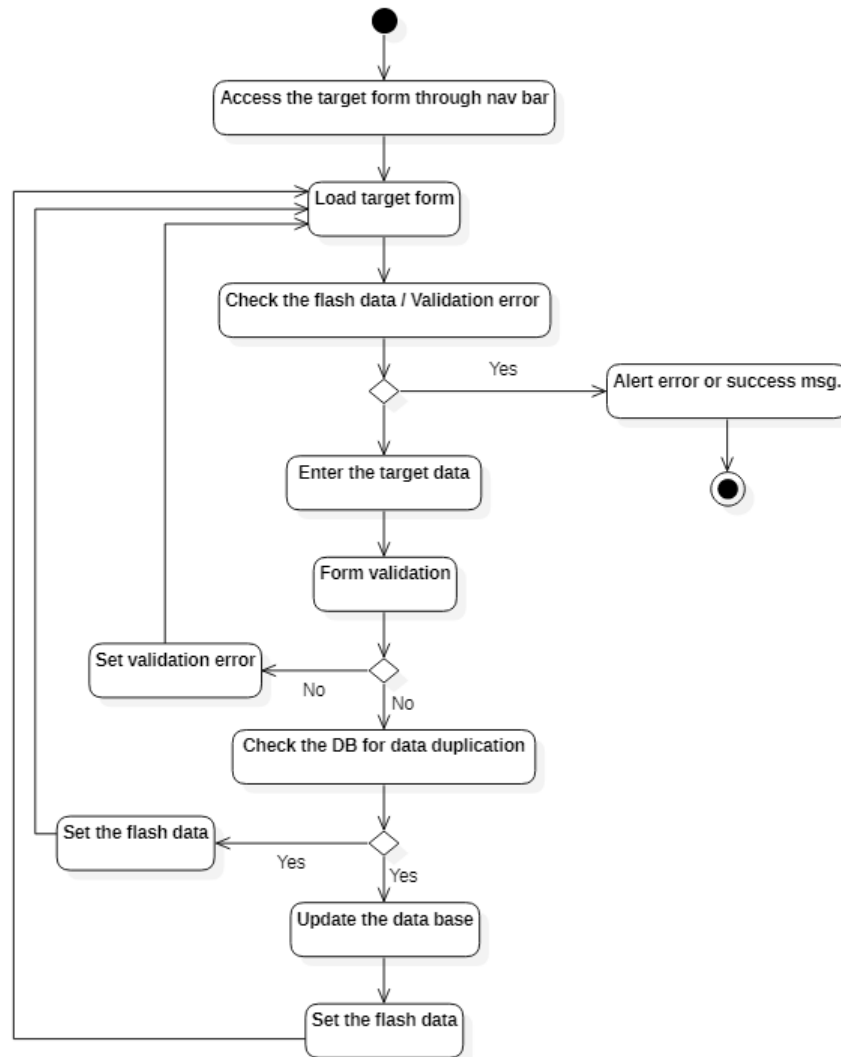 Access the target form through nav bar
Load target form
Check the flash data / Validation error
Yes
Alert error or success msg.
Enter the target data
Form validation
Set validation error
No
No
Check the DB for data duplication
Set the flash data
Yes
Yes
Update the data base
Set the flash data